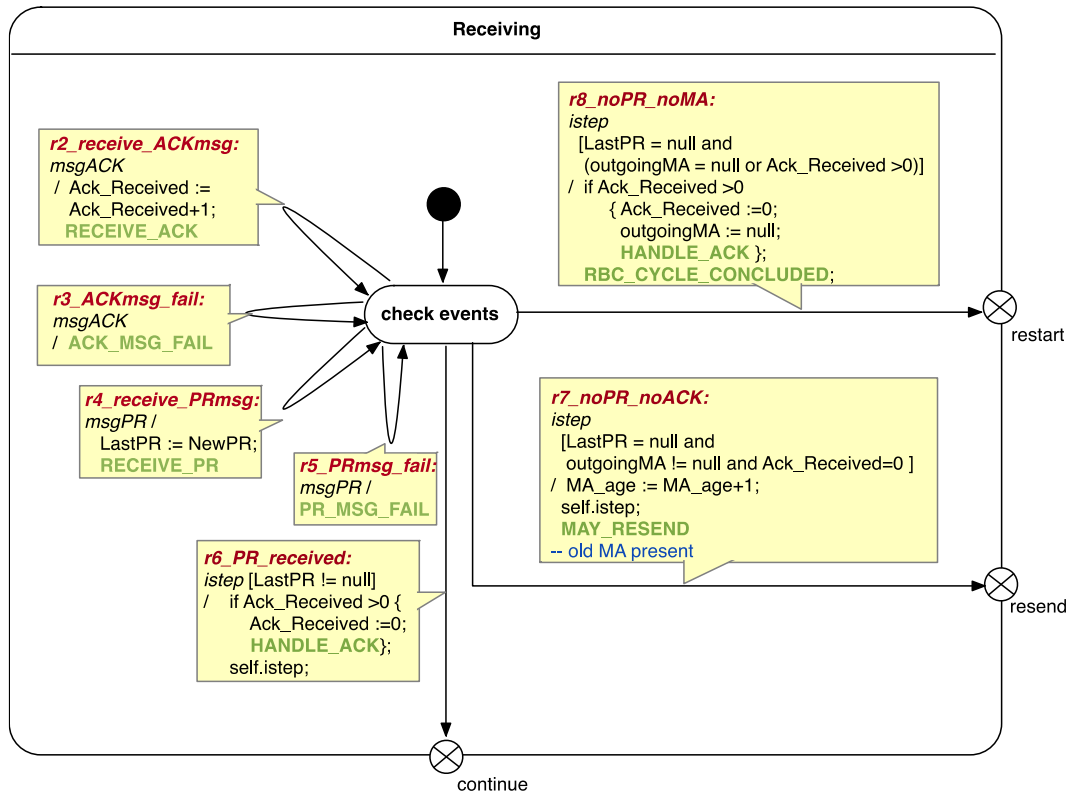 Receiving
r2_receive_ACKmsg:
msgACK
/ Ack_Received :=
Ack_Received+1;
RECEIVE_ACK
r8_noPR_noMA:
istep
[LastPR = null and
(outgoingMA = null or Ack_Received >0)]
/ if Ack_Received >0
{ Ack_Received :=0;
outgoingMA := null;
HANDLE_ACK };
RBC_CYCLE_CONCLUDED;
r3_ACKmsg_fail:
msgACK
/ ACK_MSG_FAIL
check events
restart
r4_receive_PRmsg:
msgPR /
LastPR := NewPR;
RECEIVE_PR
r5_PRmsg_fail:
msgPR /
PR_MSG_FAIL
r7_noPR_noACK:
istep
[LastPR = null and
outgoingMA != null and Ack_Received=0 ]
/ MA_age := MA_age+1;
self.istep;
MAY_RESEND
-- old MA present
r6_PR_received:
istep [LastPR != null]
/ if Ack_Received >0 {
Ack_Received :=0;
HANDLE_ACK};
self.istep;
resend
continue